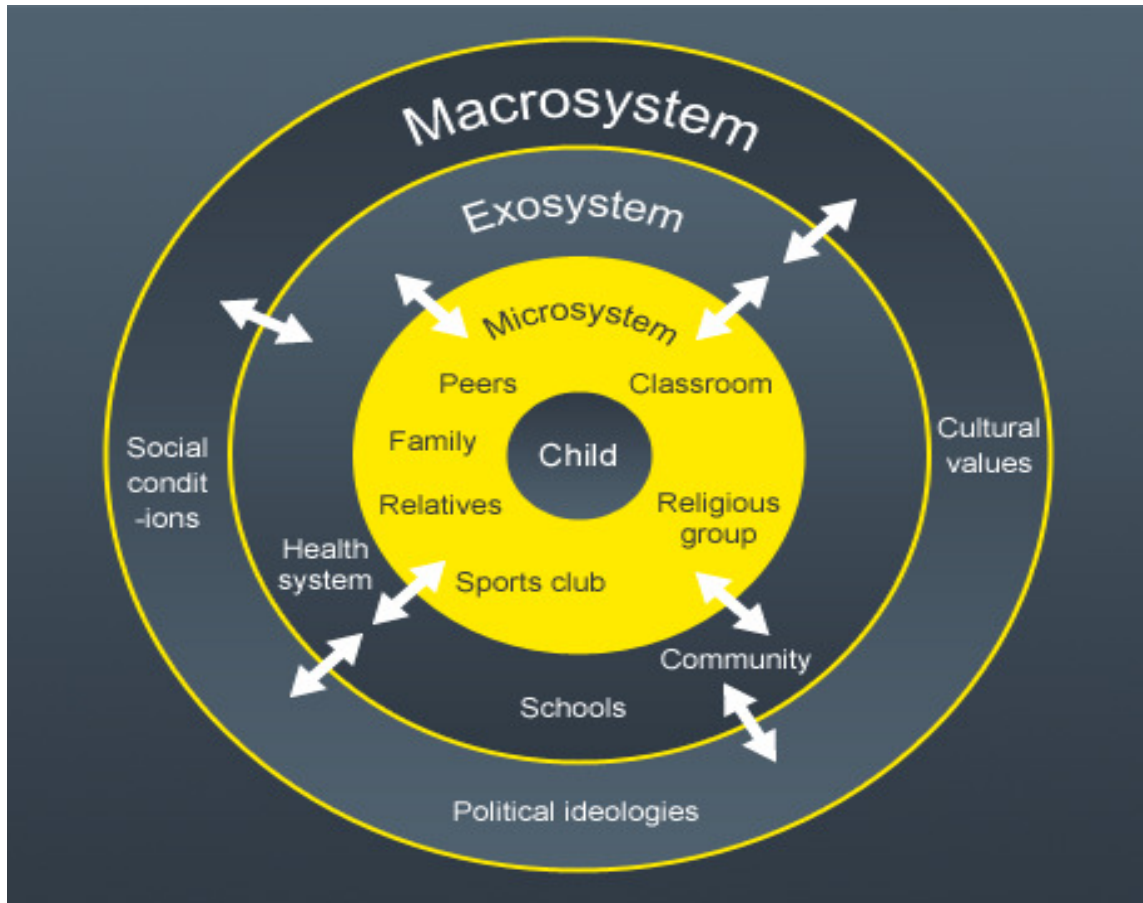 Macrosystem
Exosystem
Microsystem
Peers
Classroom
Family
Child
Cultural
values
Social
condit
-ions
Relatives
Religious
group
Health
system
Sports club
Community
Schools
Political ideologies